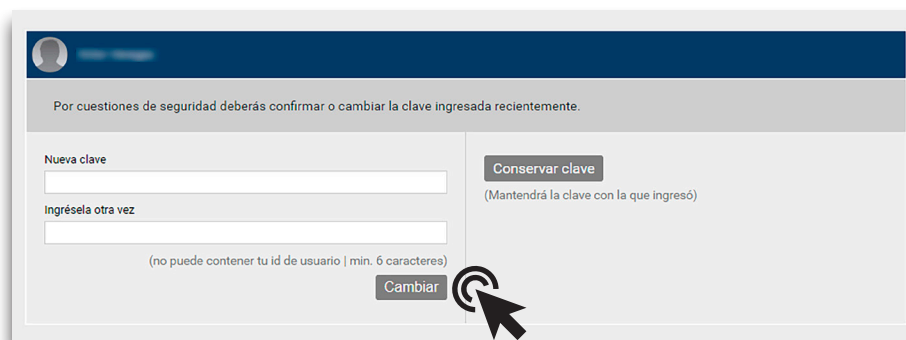 Por cuestiones de seguridad deberás confirmar o cambiar la clave ingresada recientemente.
Nueva clave
Ingrésela otra vez
(no puede contener tu id de usuario | min. 6 caracteres)
Cambiar
Conservar clave
(Mantendrá la clave con la que ingresó)